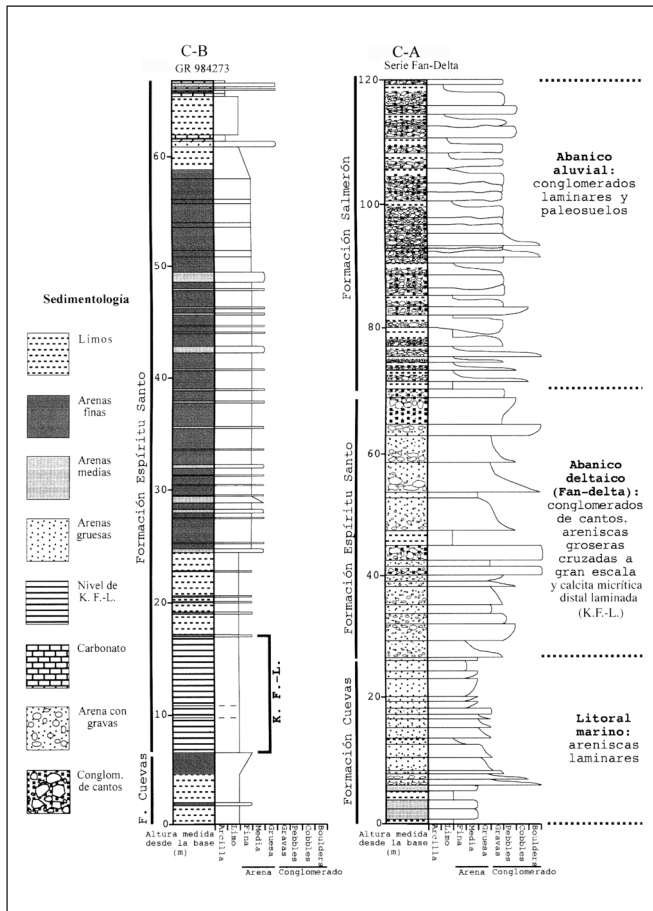 C-B
GR 984273
C-A
Serie Fan-Delta
Sedimentología
Limos
Arenas
finas
Arenas
medias
Arenas
gruesas
Nivel de
K. F.-L.
Carbonato
Arena con
gravas
Conglom.
de cantos
Formación Espíritu Santo
F. Cuevas
60
50
40
30
20
10
0
K. F.-L.
Altura medida
desde la base
(m)
Arcilla
Limo
Fina
Media
Gruesa
Gravas
Pebbles
Cobbles
Boulders
Arena
Conglomerado
Formación Salmerón
Formación Espíritu Santo
Formación Cuevas
120
100
80
60
40
20
0
Altura medida
desde la base
(m)
Arcilla
Limo
Fina
Media
Gruesa
Gravas
Pebbles
Cobbles
Boulders
Arena
Conglomerado
Abanico
aluvial:
conglomerados
laminares y
paleosuelos
Abanico
deltaico
(Fan-delta):
conglomerados
de cantos.
areniscas
groseras
cruzadas a
gran escala
y calcita micrítica
distal laminada
(K.F.-L.)
Litoral
marino:
areniscas
laminares